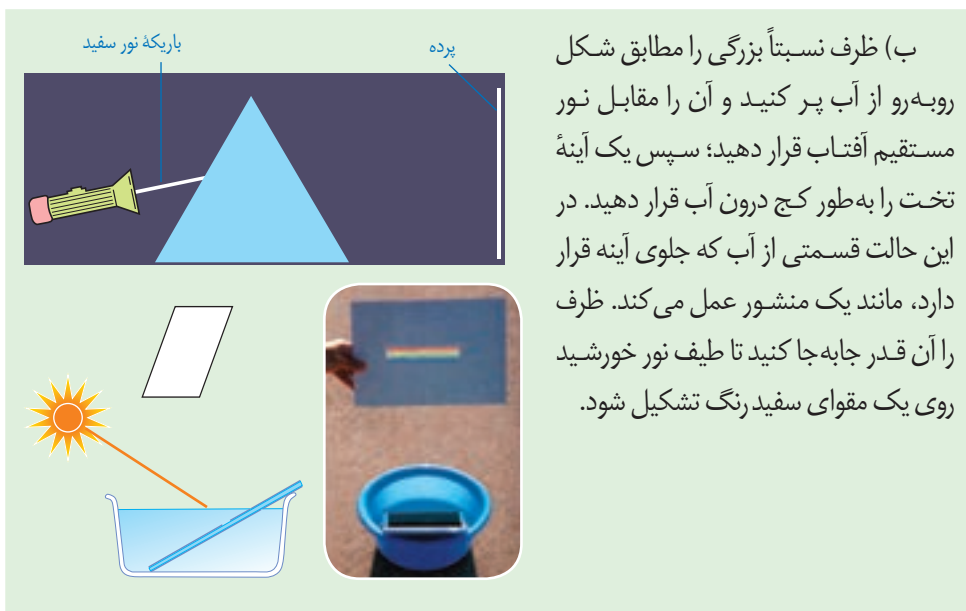 باریکهٔ نور سفید
پرده
ب) ظرف نسبتاً بزرگی را مطابق شکل
روبه‌رو از آب پر کنید و آن را مقابل نور
مستقیم آفتاب قرار دهید؛ سپس یک آینهٔ
تخت را به‌طور کج درون آب قرار دهید. در
این حالت قسمتی از آب که جلوی آینه قرار
دارد، مانند یک منشور عمل می‌کند. ظرف
را آن قدر جابه‌جا کنید تا طیف نور خورشید
روی یک مقوای سفید رنگ تشکیل شود.